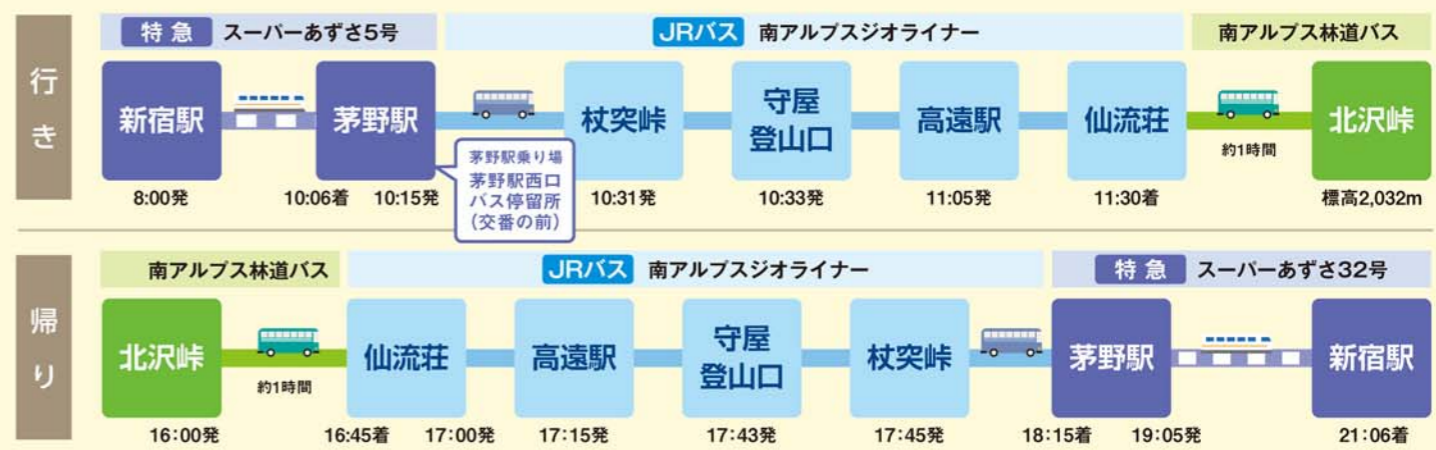 行き
特急 スーパーあずさ5号
JRバス 南アルプスジオライナー
南アルプス林道バス
新宿駅
茅野駅
杖突峠
守屋
登山口
高遠駅
仙流荘
北沢峠
約1時間
茅野駅乗り場
茅野駅西口
バス停留所
(交番の前)
8:00発
10:06着
10:15発
10:31発
10:33発
11:05発
11:30着
標高2,032m
帰り
南アルプス林道バス
JRバス 南アルプスジオライナー
特急 スーパーあずさ32号
北沢峠
約1時間
仙流荘
高遠駅
守屋
登山口
杖突峠
茅野駅
新宿駅
16:00発
16:45着
17:00発
17:15発
17:43発
17:45発
18:15着
19:05発
21:06着